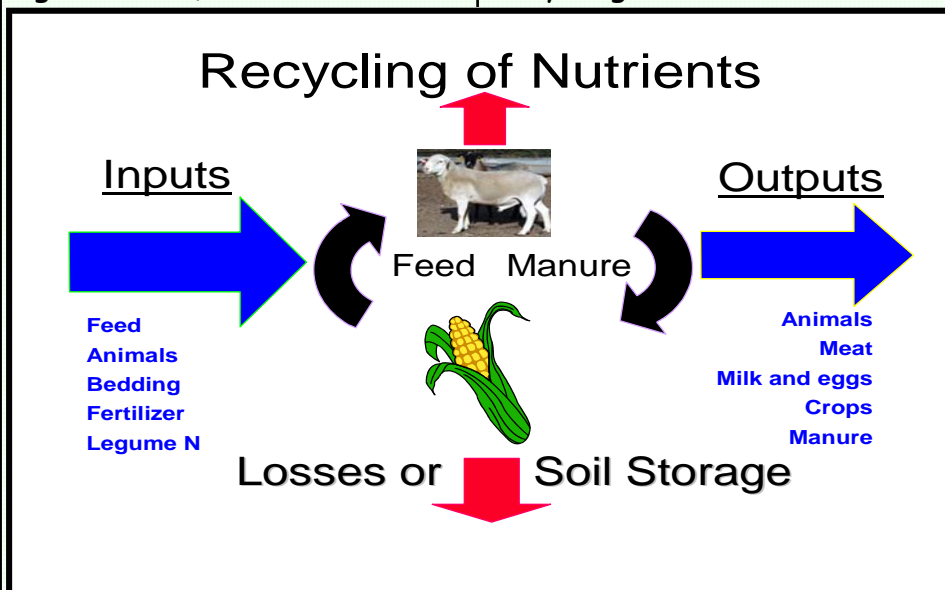 Recycling of Nutrients
Inputs
Outputs
Feed Manure
Feed
Animals
Bedding
Fertilizer
Legume N
Animals
Meat
Milk and eggs
Crops
Manure
Losses or Soil Storage